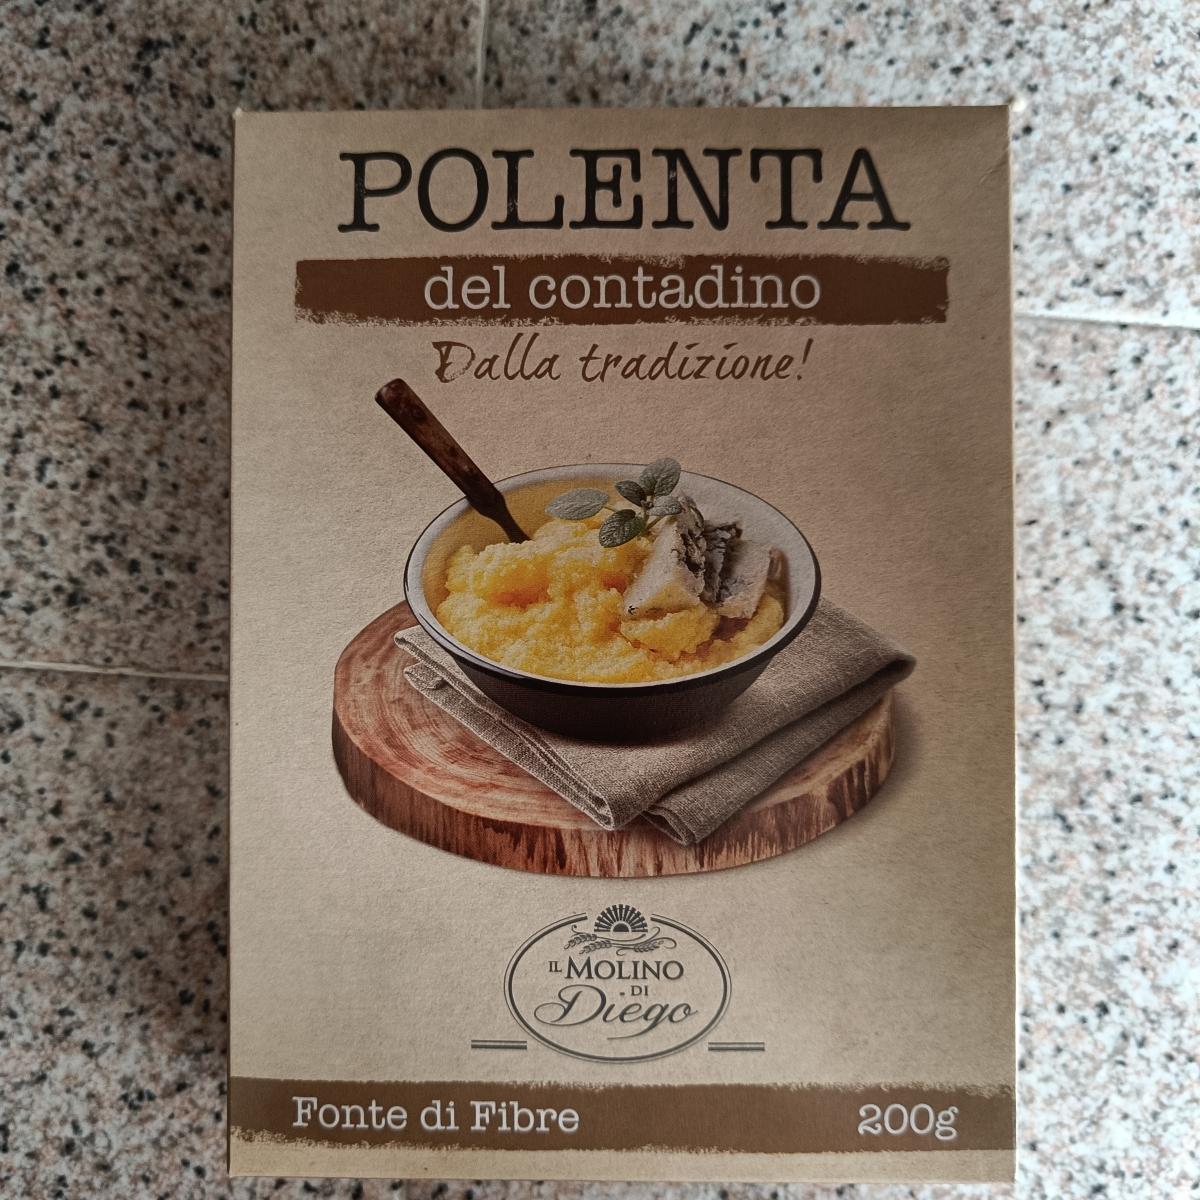 POLENTA
del contadino
Dalla tradizione!
IL MOLINO
DI
Diego
Fonte di Fibre
200g